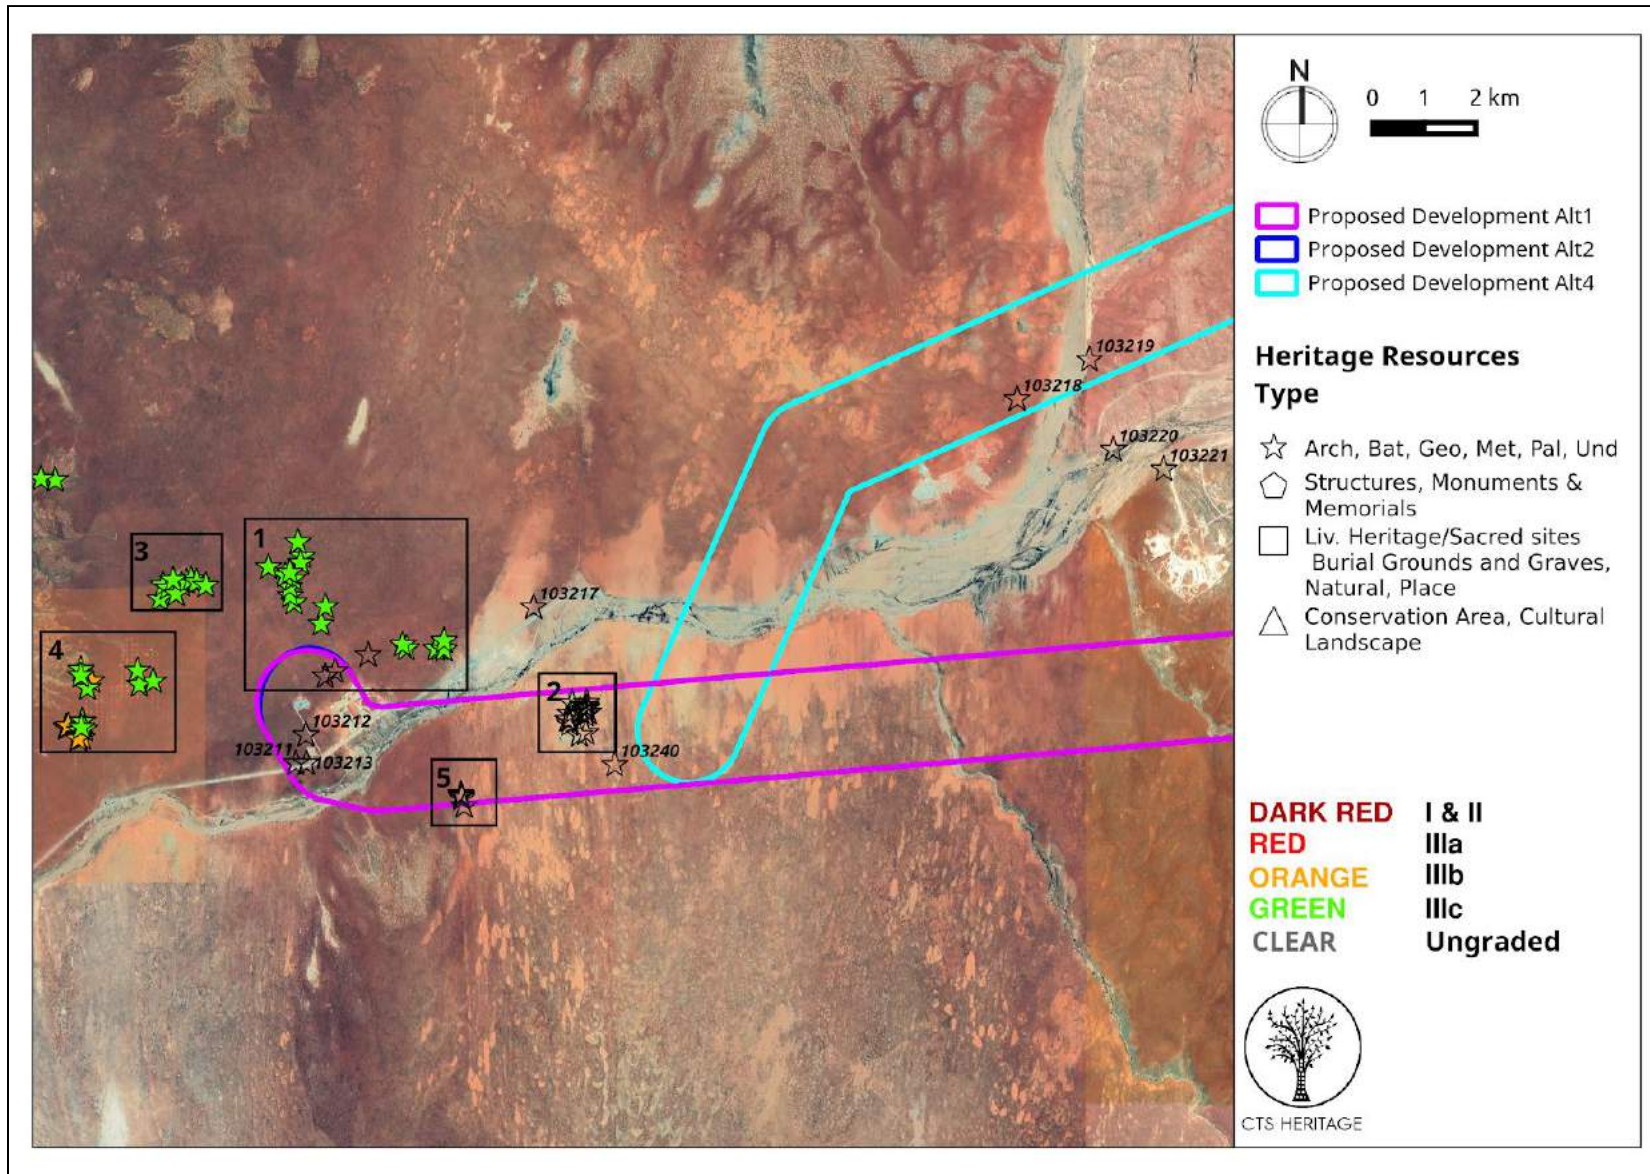 N
0 1 2 km
Proposed Development Alt1
Proposed Development Alt2
Proposed Development Alt4
Heritage Resources
Type
Arch, Bat, Geo, Met, Pal, Und
Structures, Monuments &
Memorials
Liv. Heritage/Sacred sites
Burial Grounds and Graves,
Natural, Place
Conservation Area, Cultural
Landscape
DARK RED I & II
RED IIIa
ORANGE IIIb
GREEN IIIc
CLEAR Ungraded
CTS HERITAGE
103219
103218
103220
103221
3
1
103217
4
2
103212
103211
103213
103240
5